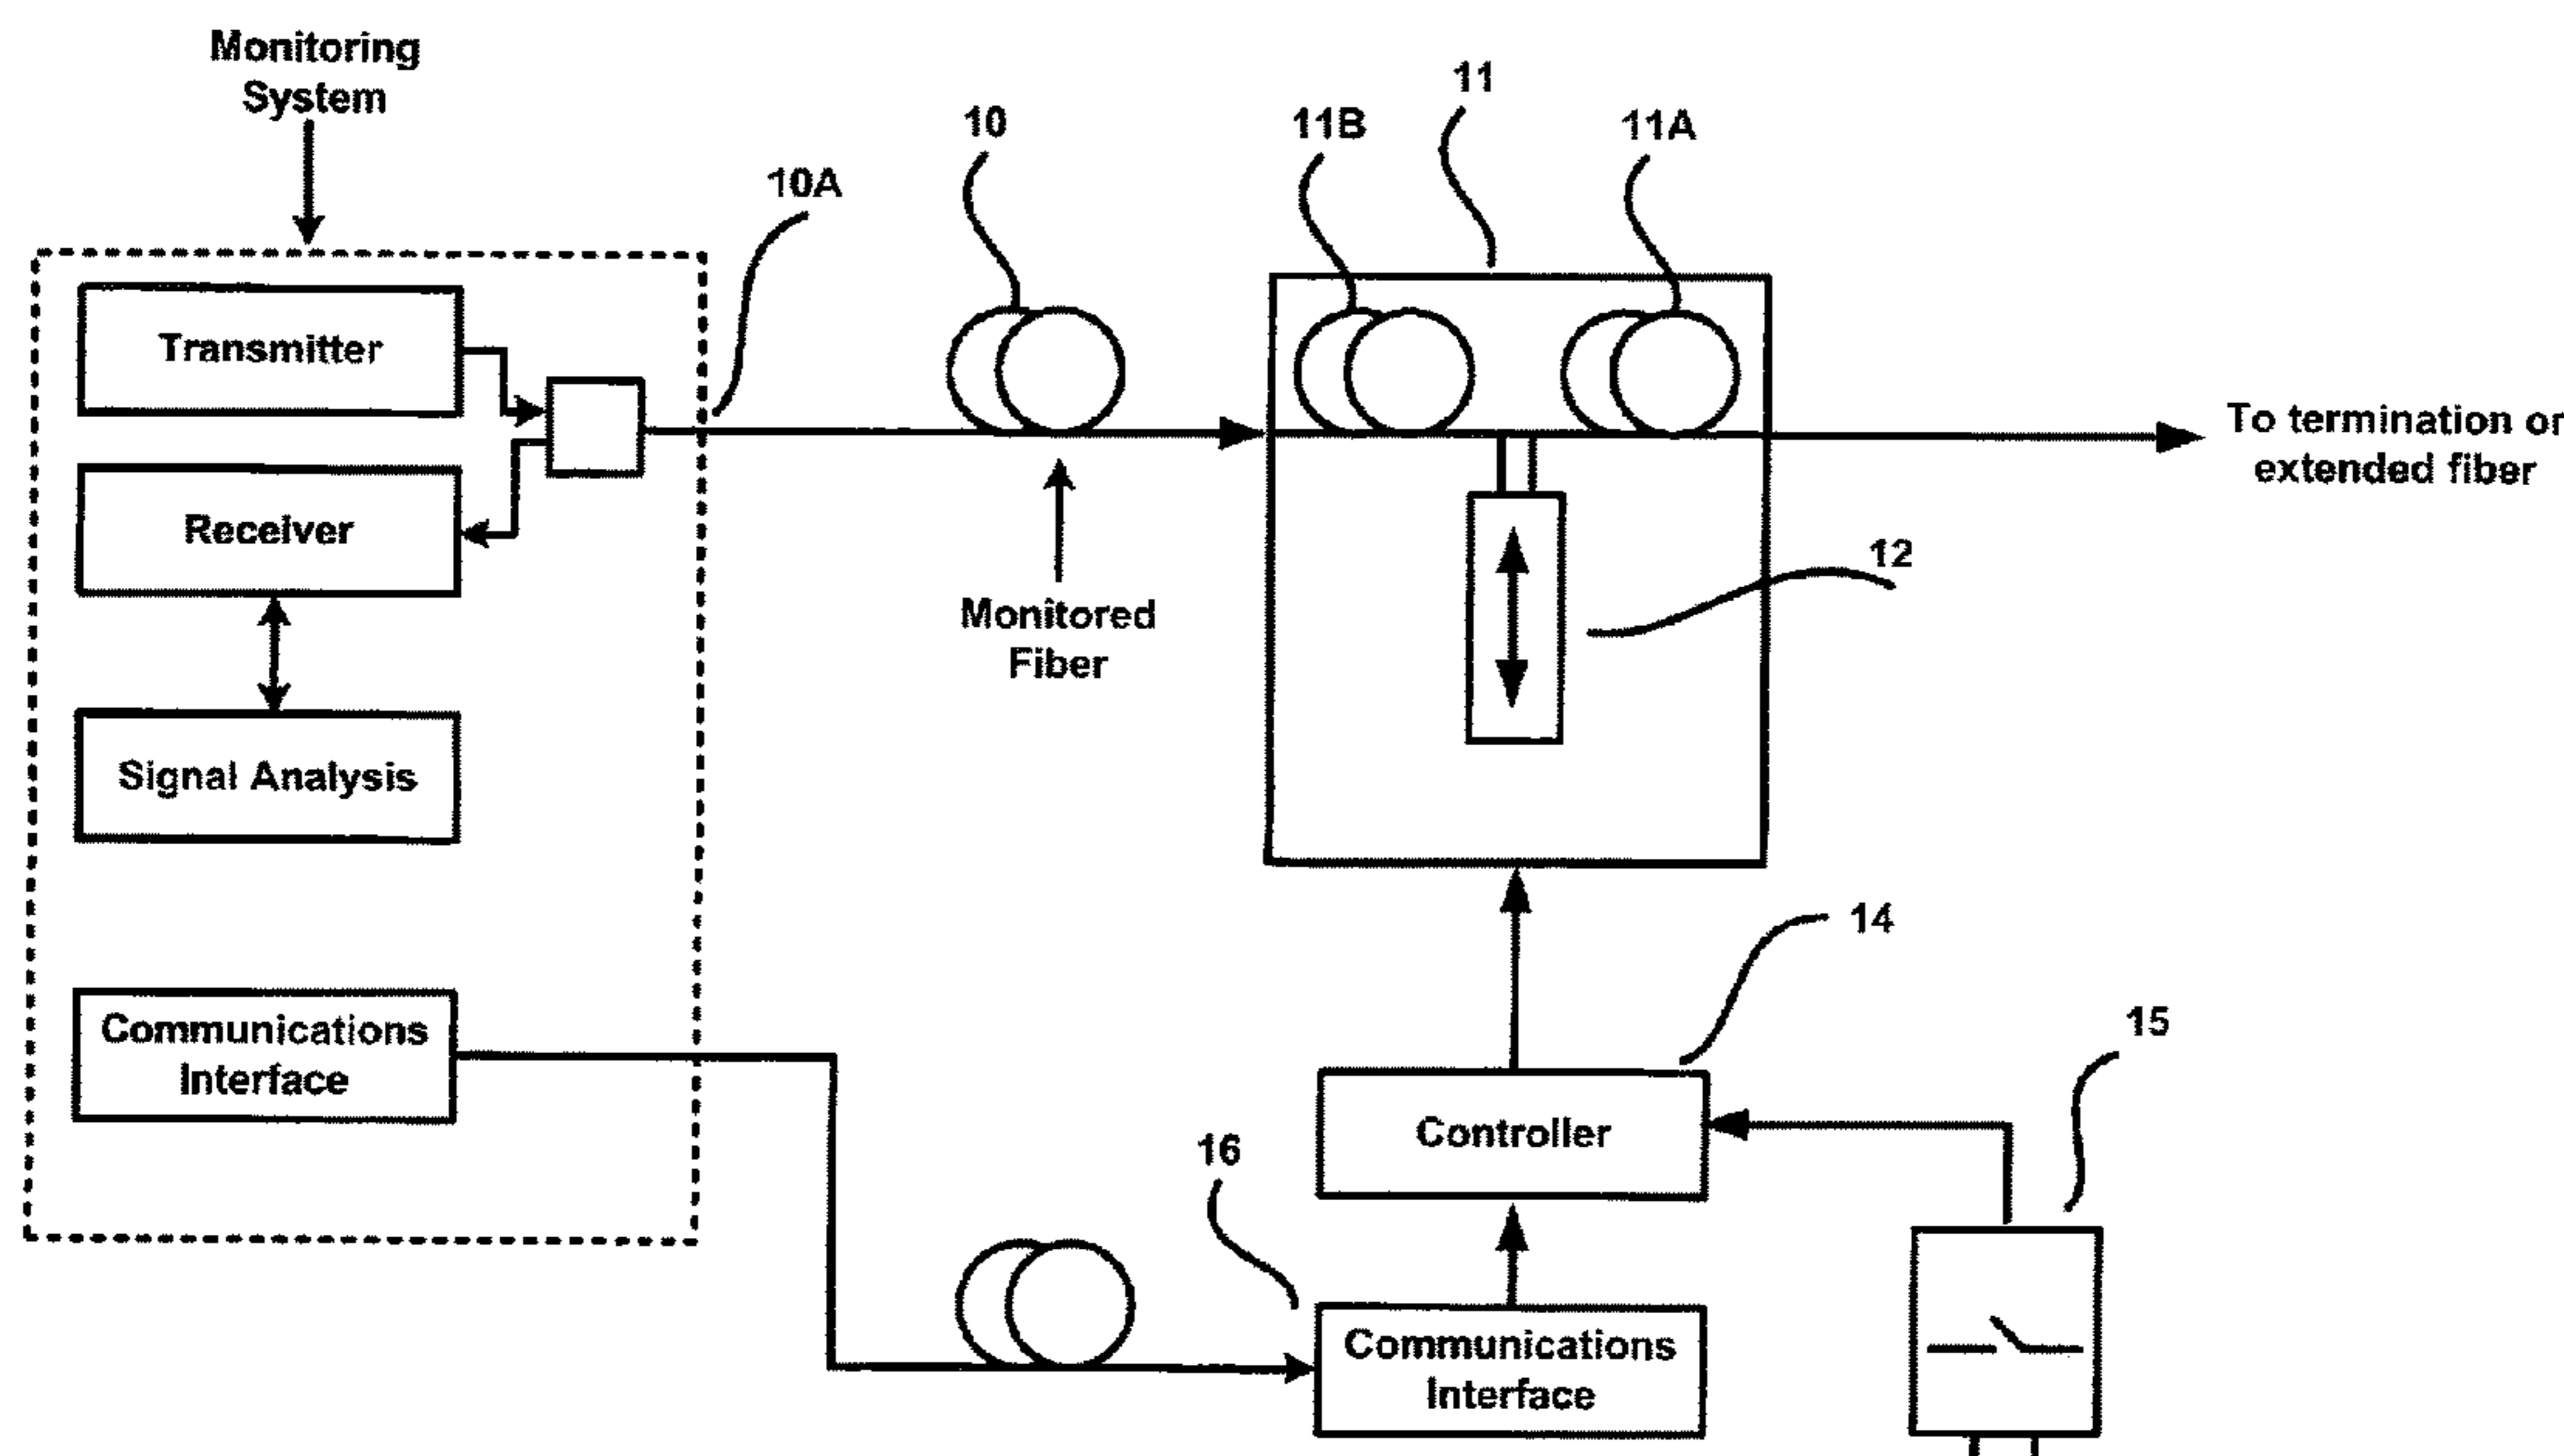 Monitoring
System
11
10
11B
11A
10A
Transmitter
To termination or
extended fiber
Receiver
12
Monitored
Fiber
Signal Analysis
14
Communications
Interface
15
Controller
16
Communications
Interface